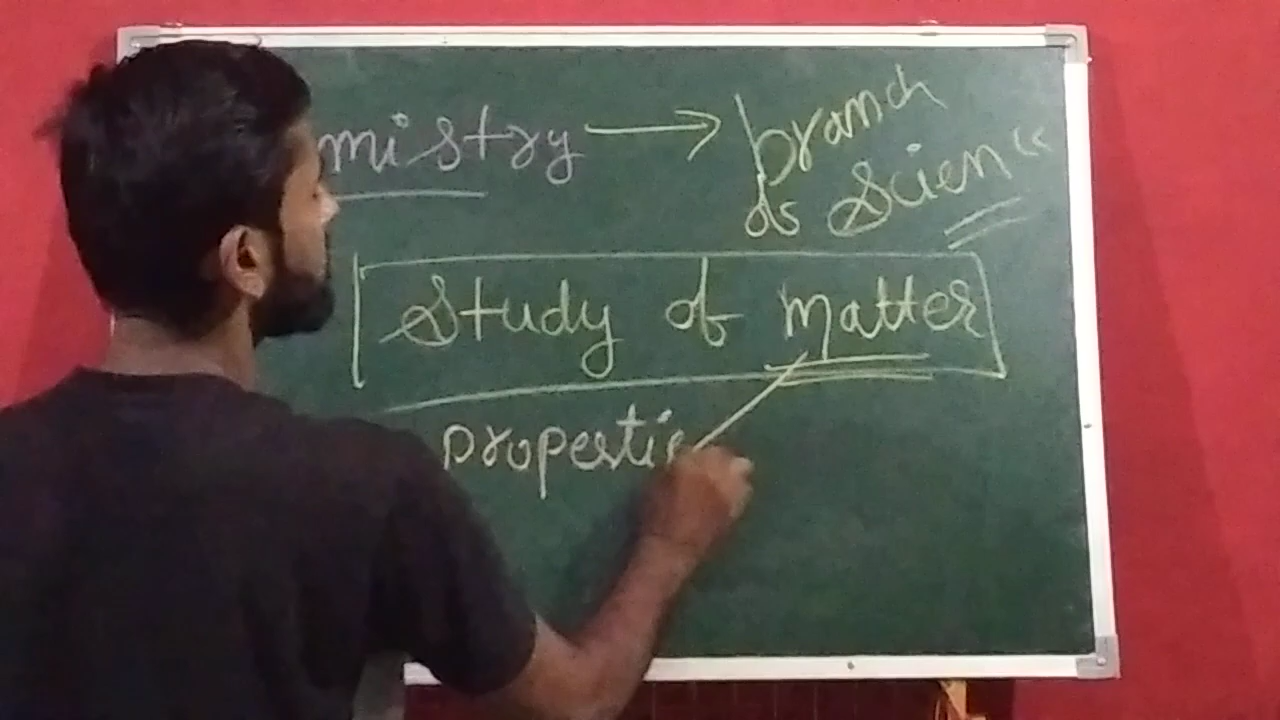 mistry → branch
of Science
Study of matter
propertie